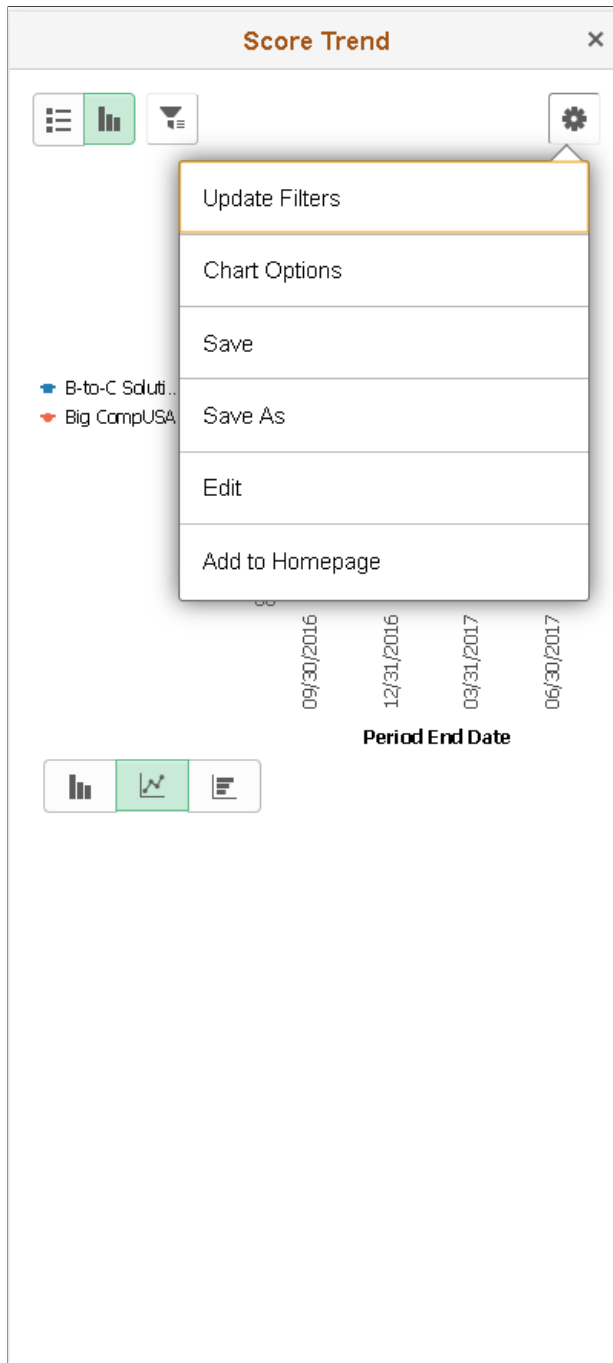 Score Trend
Update Filters
Chart Options
Save
B-to-C Soluti..
Big CompUSA
Save As
Edit
Add to Homepage
09/30/2016
12/31/2016
03/31/2017
06/30/2017
Period End Date